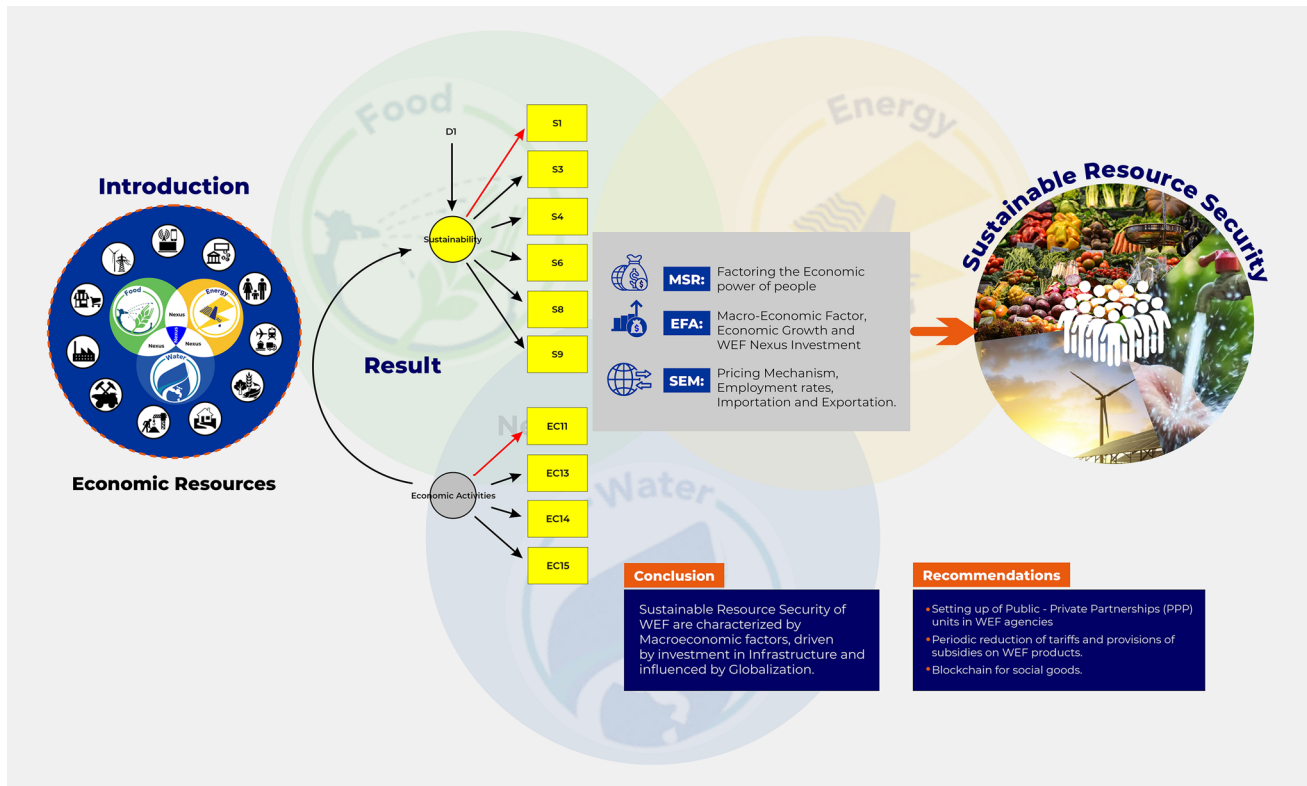 Introduction
Food
Energy
Nexus
Nexus
Nexus
Nexus
Water
Economic Resources
Food
Energy
Water
Result
D1
Sustainability
S1
S3
S4
S6
S8
S9
Economic Activities
EC11
EC13
EC14
EC15
MSR:
Factoring the Economic
power of people
EFA:
Macro-Economic Factor,
Economic Growth and
WEF Nexus Investment
SEM:
Pricing Mechanism,
Employment rates,
Importation and Exportation.
Sustainable Resource Security
Conclusion
Sustainable Resource Security of
WEF are characterized by
Macroeconomic factors, driven
by investment in Infrastructure and
influenced by Globalization.
Recommendations
•Setting up of Public - Private Partnerships (PPP)
units in WEF agencies
•Periodic reduction of tariffs and provisions of
subsidies on WEF products.
•Blockchain for social goods.